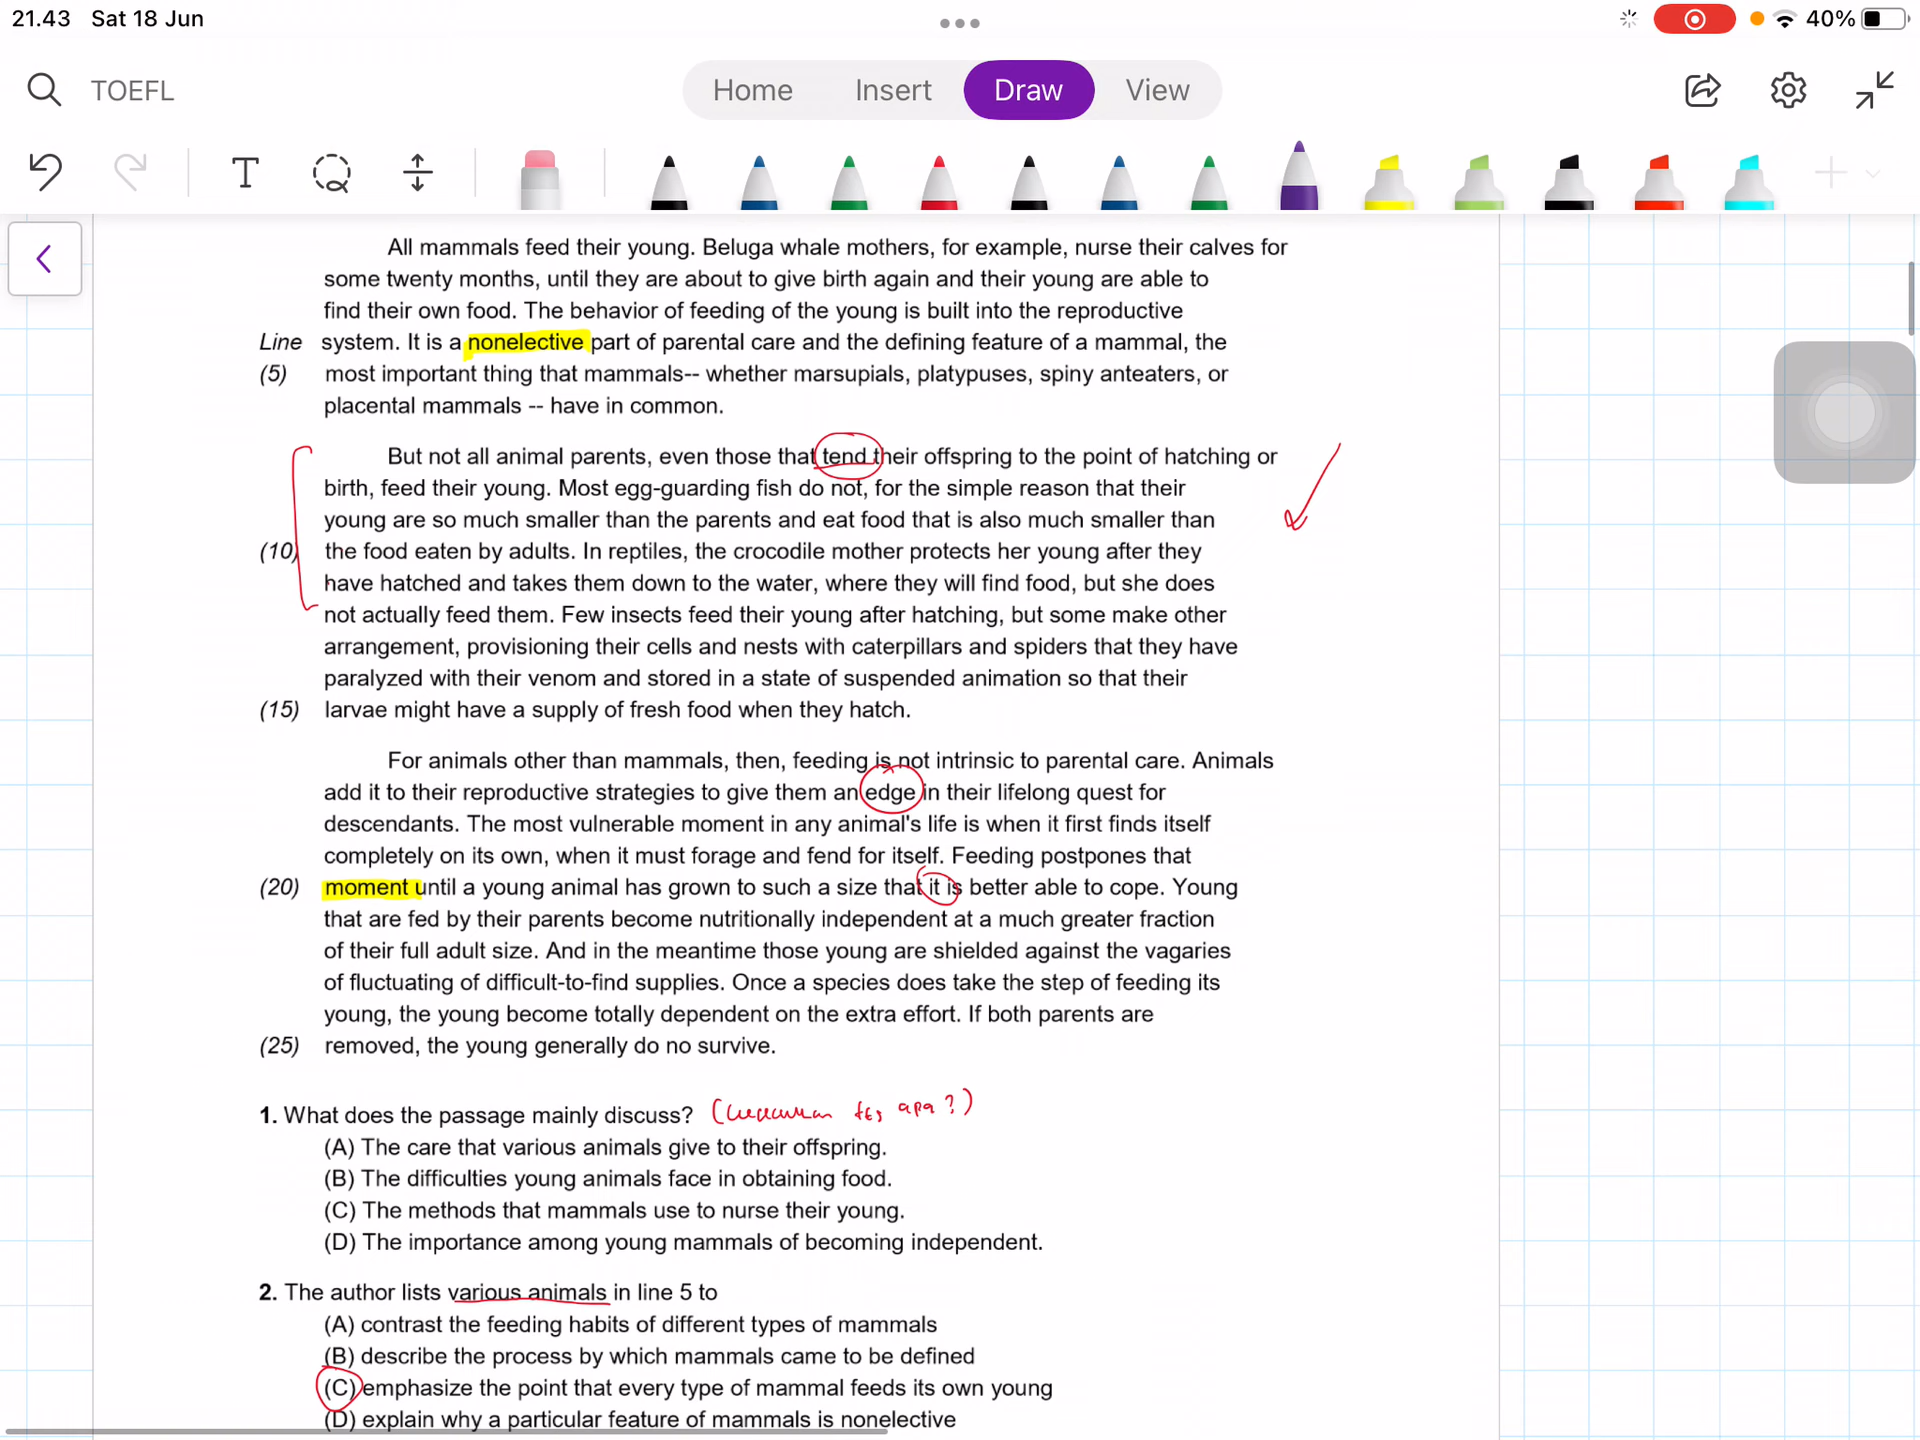 21.43 Sat 18 Jun
40%
TOEFL
Home Insert Draw View
T
All mammals feed their young. Beluga whale mothers, for example, nurse their calves for
some twenty months, until they are about to give birth again and their young are able to
find their own food. The behavior of feeding of the young is built into the reproductive
Line system. It is a nonelective part of parental care and the defining feature of a mammal, the
(5) most important thing that mammals-- whether marsupials, platypuses, spiny anteaters, or
placental mammals -- have in common.
But not all animal parents, even those that tend their offspring to the point of hatching or
birth, feed their young. Most egg-guarding fish do not, for the simple reason that their
young are so much smaller than the parents and eat food that is also much smaller than
(10) the food eaten by adults. In reptiles, the crocodile mother protects her young after they
have hatched and takes them down to the water, where they will find food, but she does
not actually feed them. Few insects feed their young after hatching, but some make other
arrangement, provisioning their cells and nests with caterpillars and spiders that they have
paralyzed with their venom and stored in a state of suspended animation so that their
(15) larvae might have a supply of fresh food when they hatch.
For animals other than mammals, then, feeding is not intrinsic to parental care. Animals
add it to their reproductive strategies to give them an edge in their lifelong quest for
descendants. The most vulnerable moment in any animal's life is when it first finds itself
completely on its own, when it must forage and fend for itself. Feeding postpones that
(20) moment until a young animal has grown to such a size that it is better able to cope. Young
that are fed by their parents become nutritionally independent at a much greater fraction
of their full adult size. And in the meantime those young are shielded against the vagaries
of fluctuating of difficult-to-find supplies. Once a species does take the step of feeding its
young, the young become totally dependent on the extra effort. If both parents are
(25) removed, the young generally do no survive.
1. What does the passage mainly discuss? apa?)
(A) The care that various animals give to their offspring.
(B) The difficulties young animals face in obtaining food.
(C) The methods that mammals use to nurse their young.
(D) The importance among young mammals of becoming independent.
2. The author lists various animals in line 5 to
(A) contrast the feeding habits of different types of mammals
(B) describe the process by which mammals came to be defined
(C) emphasize the point that every type of mammal feeds its own young
(D) explain why a particular feature of mammals is nonelective